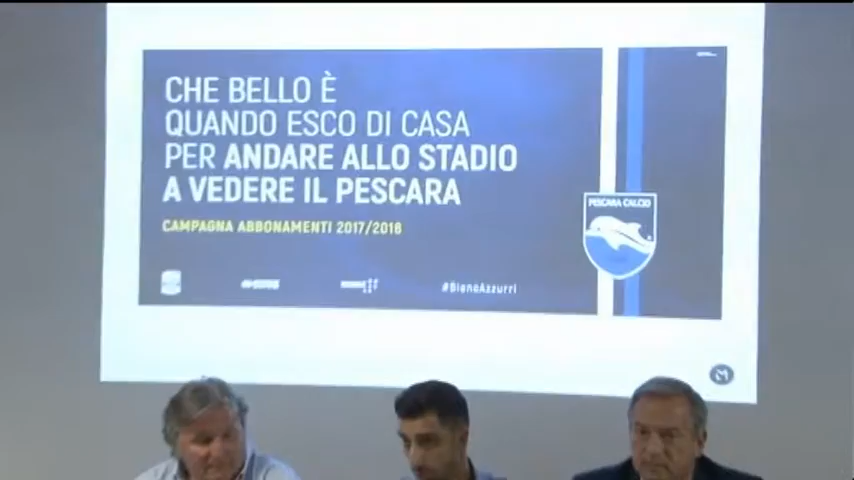 CHE BELLO È
QUANDO ESCO DI CASA
PER ANDARE ALLO STADIO
A VEDERE IL PESCARA
CAMPAGNA ABBONAMENTI 2017/2018
PESCARA CALCIO
#BiancAzzurri